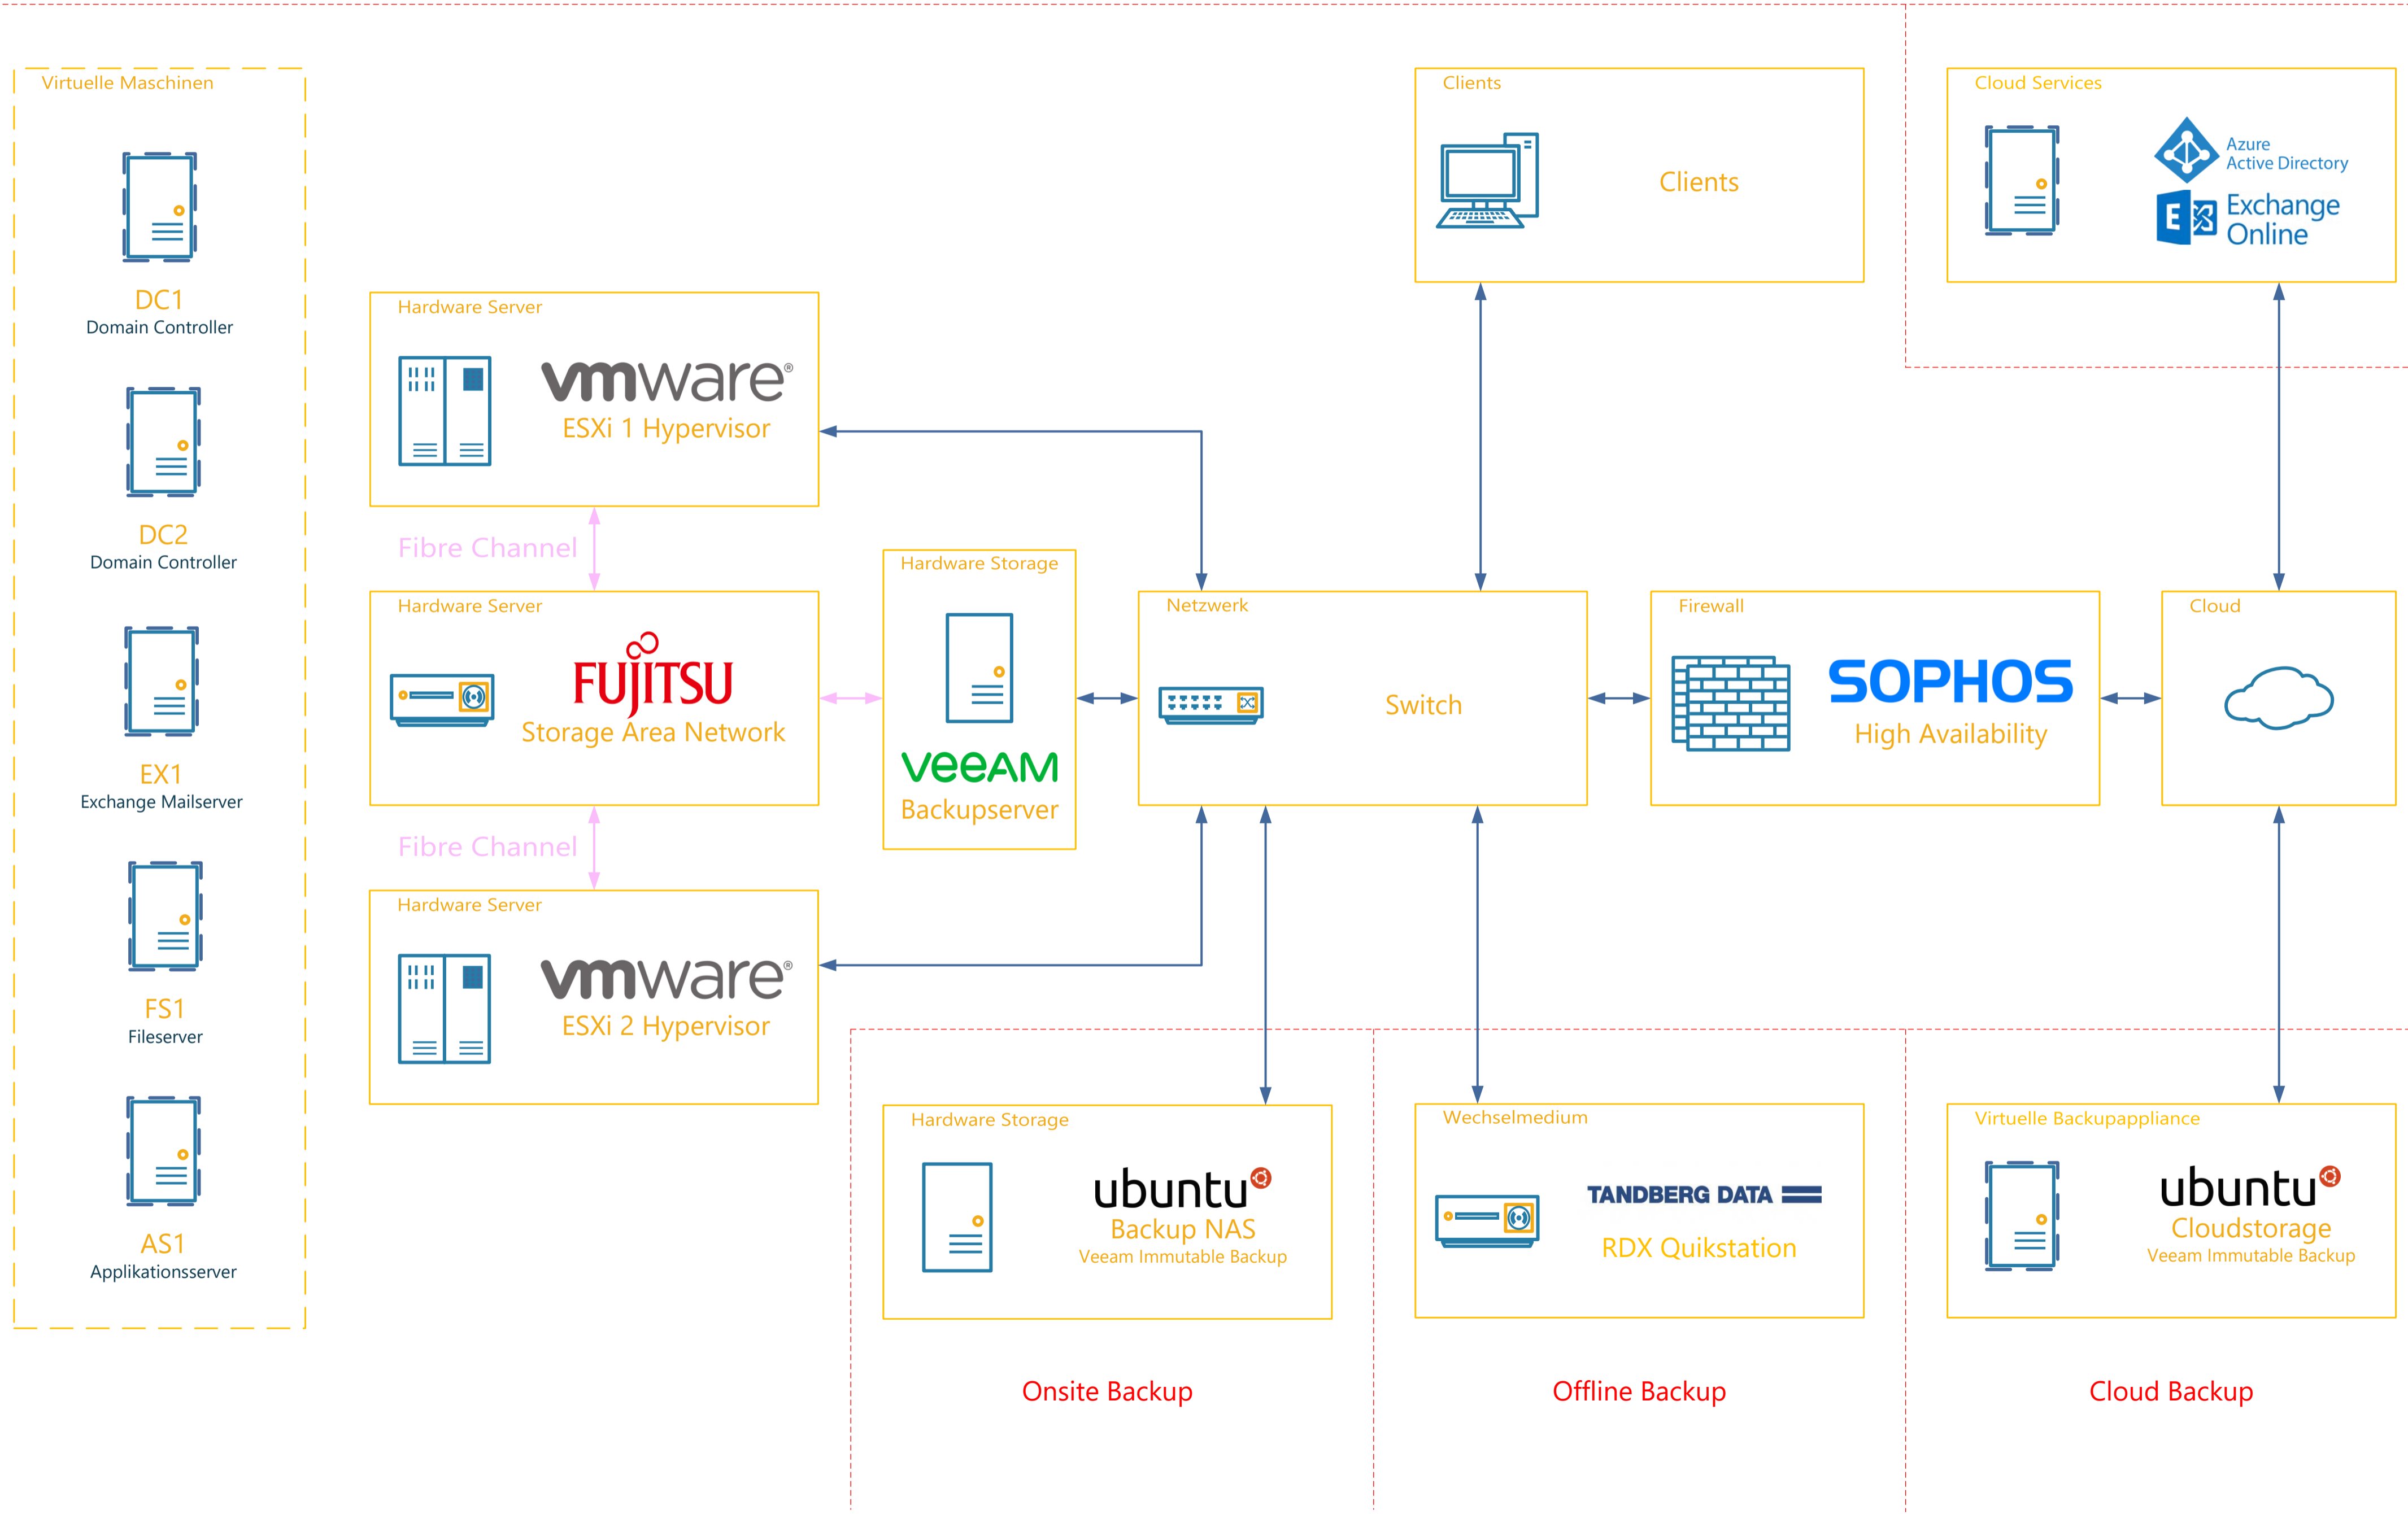 Virtuelle Maschinen
DC1
Domain Controller
DC2
Domain Controller
EX1
Exchange Mailserver
FS1
Fileserver
AS1
Applikationsserver
Hardware Server
vmware®
ESXi 1 Hypervisor
Fibre Channel
Hardware Server
FUJITSU
Storage Area Network
Fibre Channel
Hardware Server
vmware®
ESXi 2 Hypervisor
Hardware Storage
veeAM
Backupserver
Netzwerk
Switch
Clients
Clients
Firewall
SOPHOS
High Availability
Cloud Services
Azure
Active Directory
E
Exchange
Online
Cloud
Hardware Storage
ubuntu
Backup NAS
Veeam Immutable Backup
Onsite Backup
Wechselmedium
TANDBERG DATA
RDX Quikstation
Offline Backup
Virtuelle Backupappliance
ubuntu
Cloudstorage
Veeam Immutable Backup
Cloud Backup